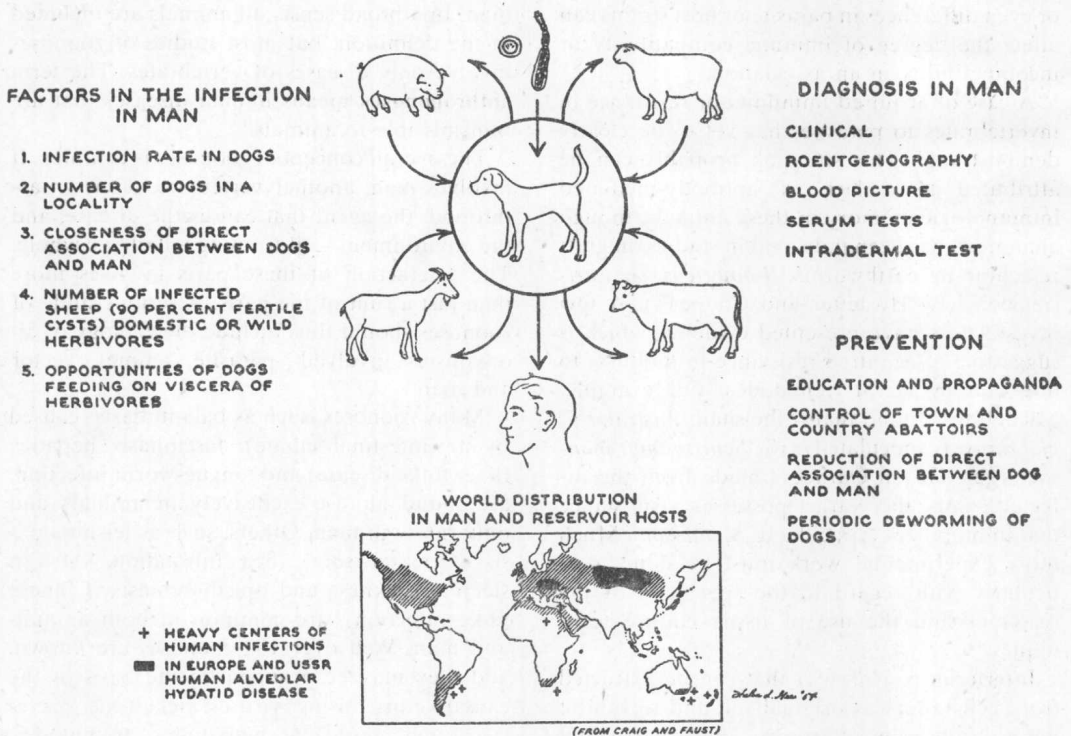 FACTORS IN THE INFECTION
IN MAN
1. INFECTION RATE IN DOGS
2. NUMBER OF DOGS IN A
LOCALITY
3. CLOSENESS OF DIRECT
ASSOCIATION BETWEEN DOGS
AND MAN
4. NUMBER OF INFECTED
SHEEP (90 PER CENT FERTILE
CYSTS) DOMESTIC OR WILD
HERBIVORES
5. OPPORTUNITIES OF DOGS
FEEDING ON VISCERA OF
HERBIVORES
DIAGNOSIS IN MAN
CLINICAL
ROENTGENOGRAPHY
BLOOD PICTURE
SERUM TESTS
INTRADERMAL TEST
PREVENTION
EDUCATION AND PROPAGANDA
CONTROL OF TOWN AND
COUNTRY ABATTOIRS
REDUCTION OF DIRECT
ASSOCIATION BETWEEN DOG
AND MAN
PERIODIC DEWORMING OF
DOGS
WORLD DISTRIBUTION
IN MAN AND RESERVOIR HOSTS
+ HEAVY CENTERS OF
HUMAN INFECTIONS
IN EUROPE AND USSR
HUMAN ALVEOLAR
HYDATID DISEASE
(FROM CRAIG AND FAUST)